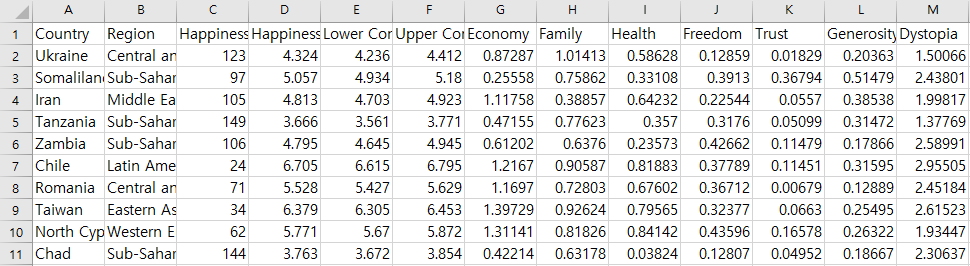 A B C D E F G H I J K L M
1 Country Region Happiness Happiness Lower Con Upper Con Economy Family Health Freedom Trust Generosity Dystopia
2 Ukraine Central an 123 4.324 4.236 4.412 0.87287 1.01413 0.58628 0.12859 0.01829 0.20363 1.50066
3 Somalilan Sub-Sahar 97 5.057 4.934 5.18 0.25558 0.75862 0.33108 0.3913 0.36794 0.51479 2.43801
4 Iran Middle Ea 105 4.813 4.703 4.923 1.11758 0.38857 0.64232 0.22544 0.0557 0.38538 1.99817
5 Tanzania Sub-Sahar 149 3.666 3.561 3.771 0.47155 0.77623 0.357 0.3176 0.05099 0.31472 1.37769
6 Zambia Sub-Sahar 106 4.795 4.645 4.945 0.61202 0.6376 0.23573 0.42662 0.11479 0.17866 2.58991
7 Chile Latin Ame 24 6.705 6.615 6.795 1.2167 0.90587 0.81883 0.37789 0.11451 0.31595 2.95505
8 Romania Central an 71 5.528 5.427 5.629 1.1697 0.72803 0.67602 0.36712 0.00679 0.12889 2.45184
9 Taiwan Eastern As 34 6.379 6.305 6.453 1.39729 0.92624 0.79565 0.32377 0.0663 0.25495 2.61523
10 North Cyp Western E 62 5.771 5.67 5.872 1.31141 0.81826 0.84142 0.43596 0.16578 0.26322 1.93447
11 Chad Sub-Sahar 144 3.763 3.672 3.854 0.42214 0.63178 0.03824 0.12807 0.04952 0.18667 2.30637